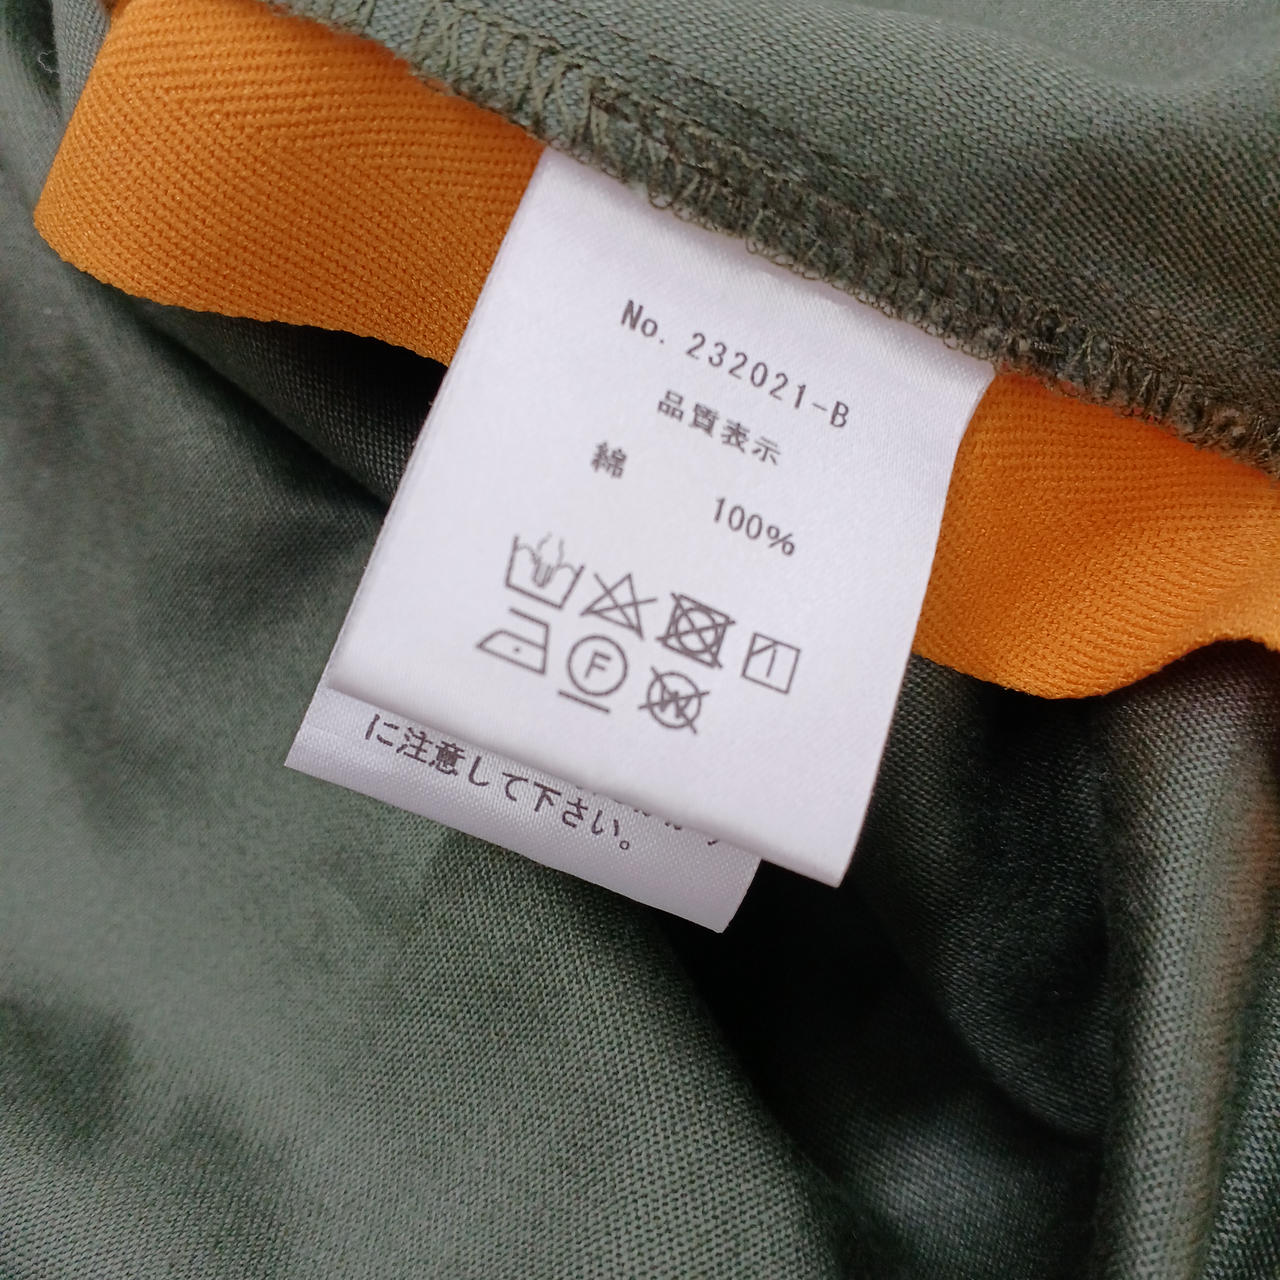 No. 232021-B
品質表示
綿 100%
F
W
に注意して下さい。